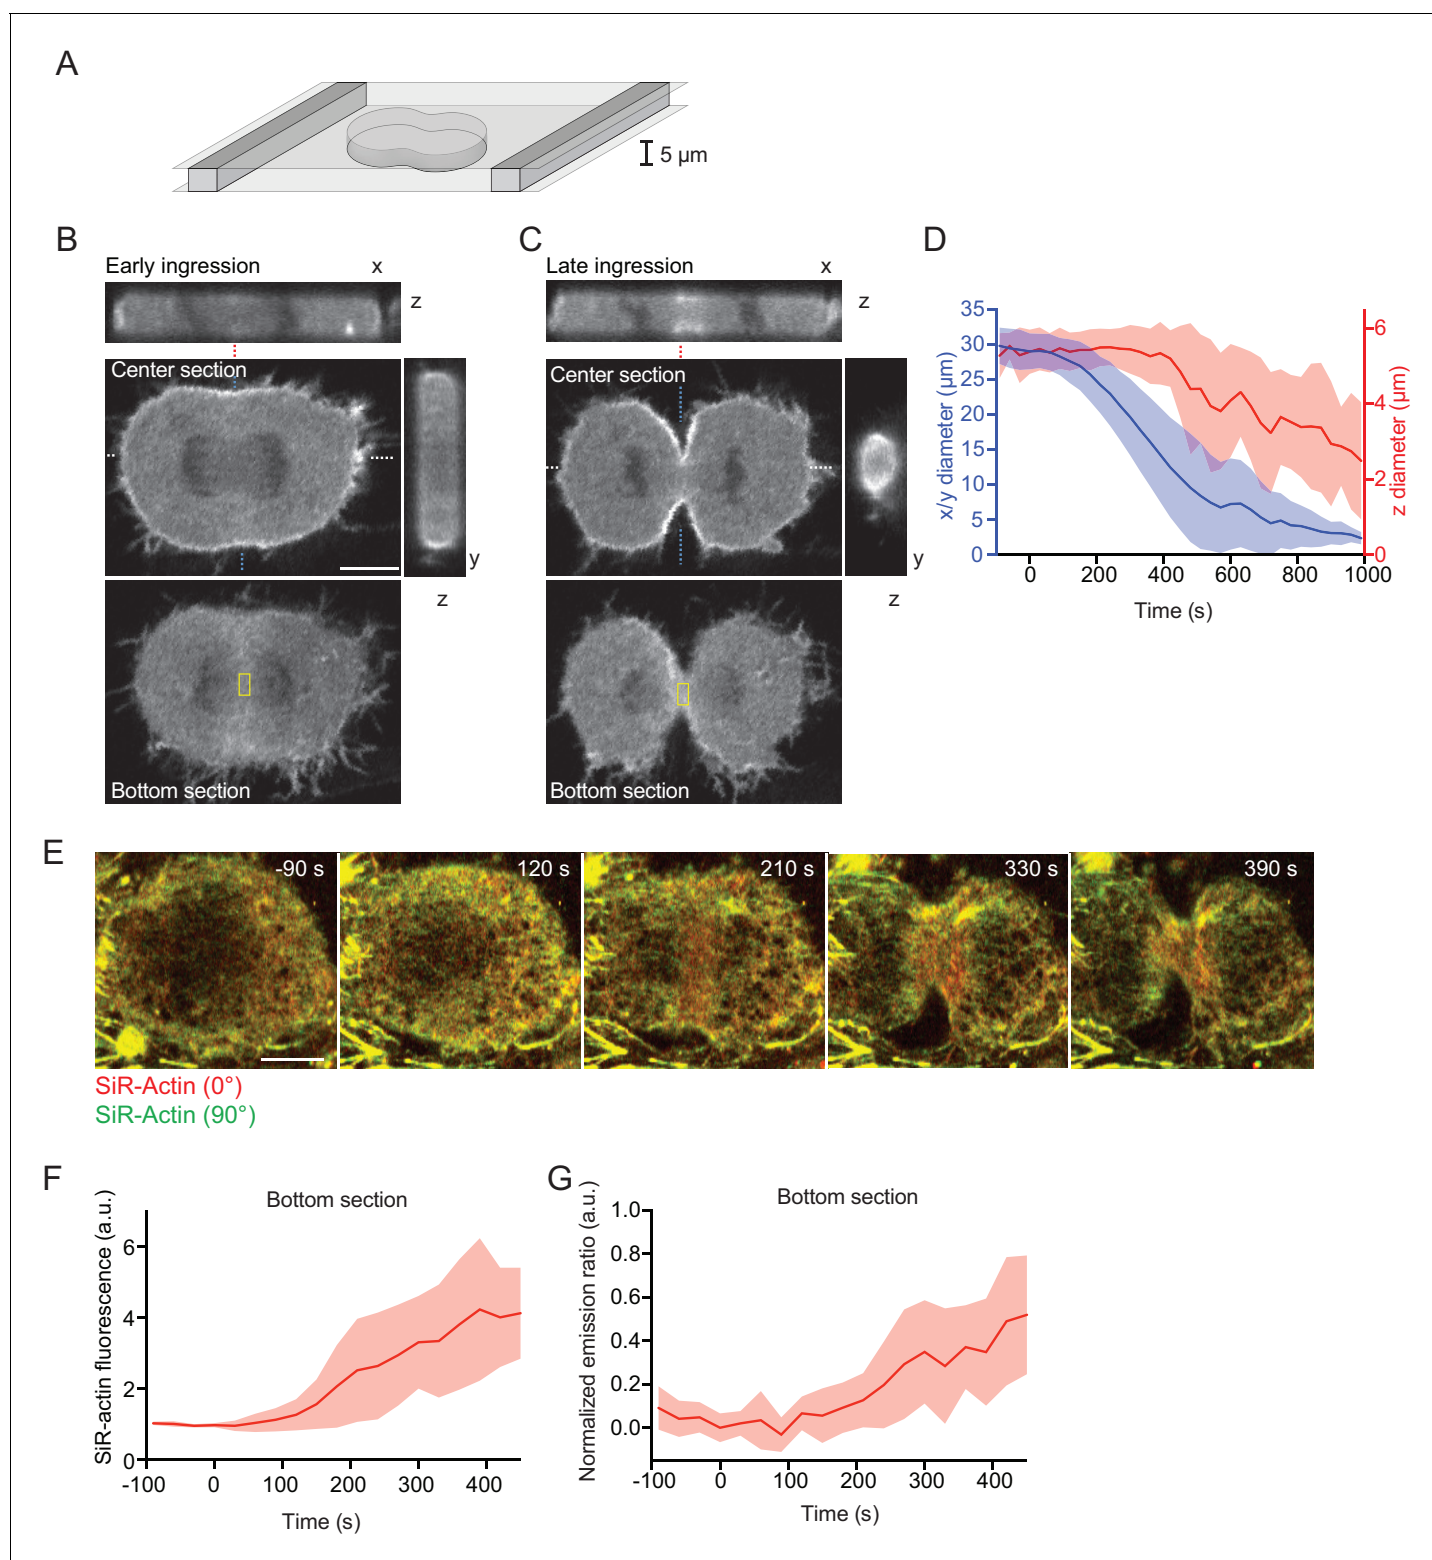 A
5 µm
B
Early ingression
x
z
Center section
y
z
Bottom section
C
Late ingression
x
z
Center section
y
z
Bottom section
D
35
30
25
20
15
10
5
0
x/y diameter (µm)
6
4
2
0
z diameter (µm)
0 200 400 600 800 1000
Time (s)
E
-90 s
120 s
210 s
330 s
390 s
SiR-Actin (0°)
SiR-Actin (90°)
F
Bottom section
SiR-actin fluorescence (a.u.)
6
4
2
0
-100 0 100 200 300 400
Time (s)
G
Bottom section
Normalized emission ratio (a.u.)
1.0
0.8
0.6
0.4
0.2
0.0
-100 0 100 200 300 400
Time (s)